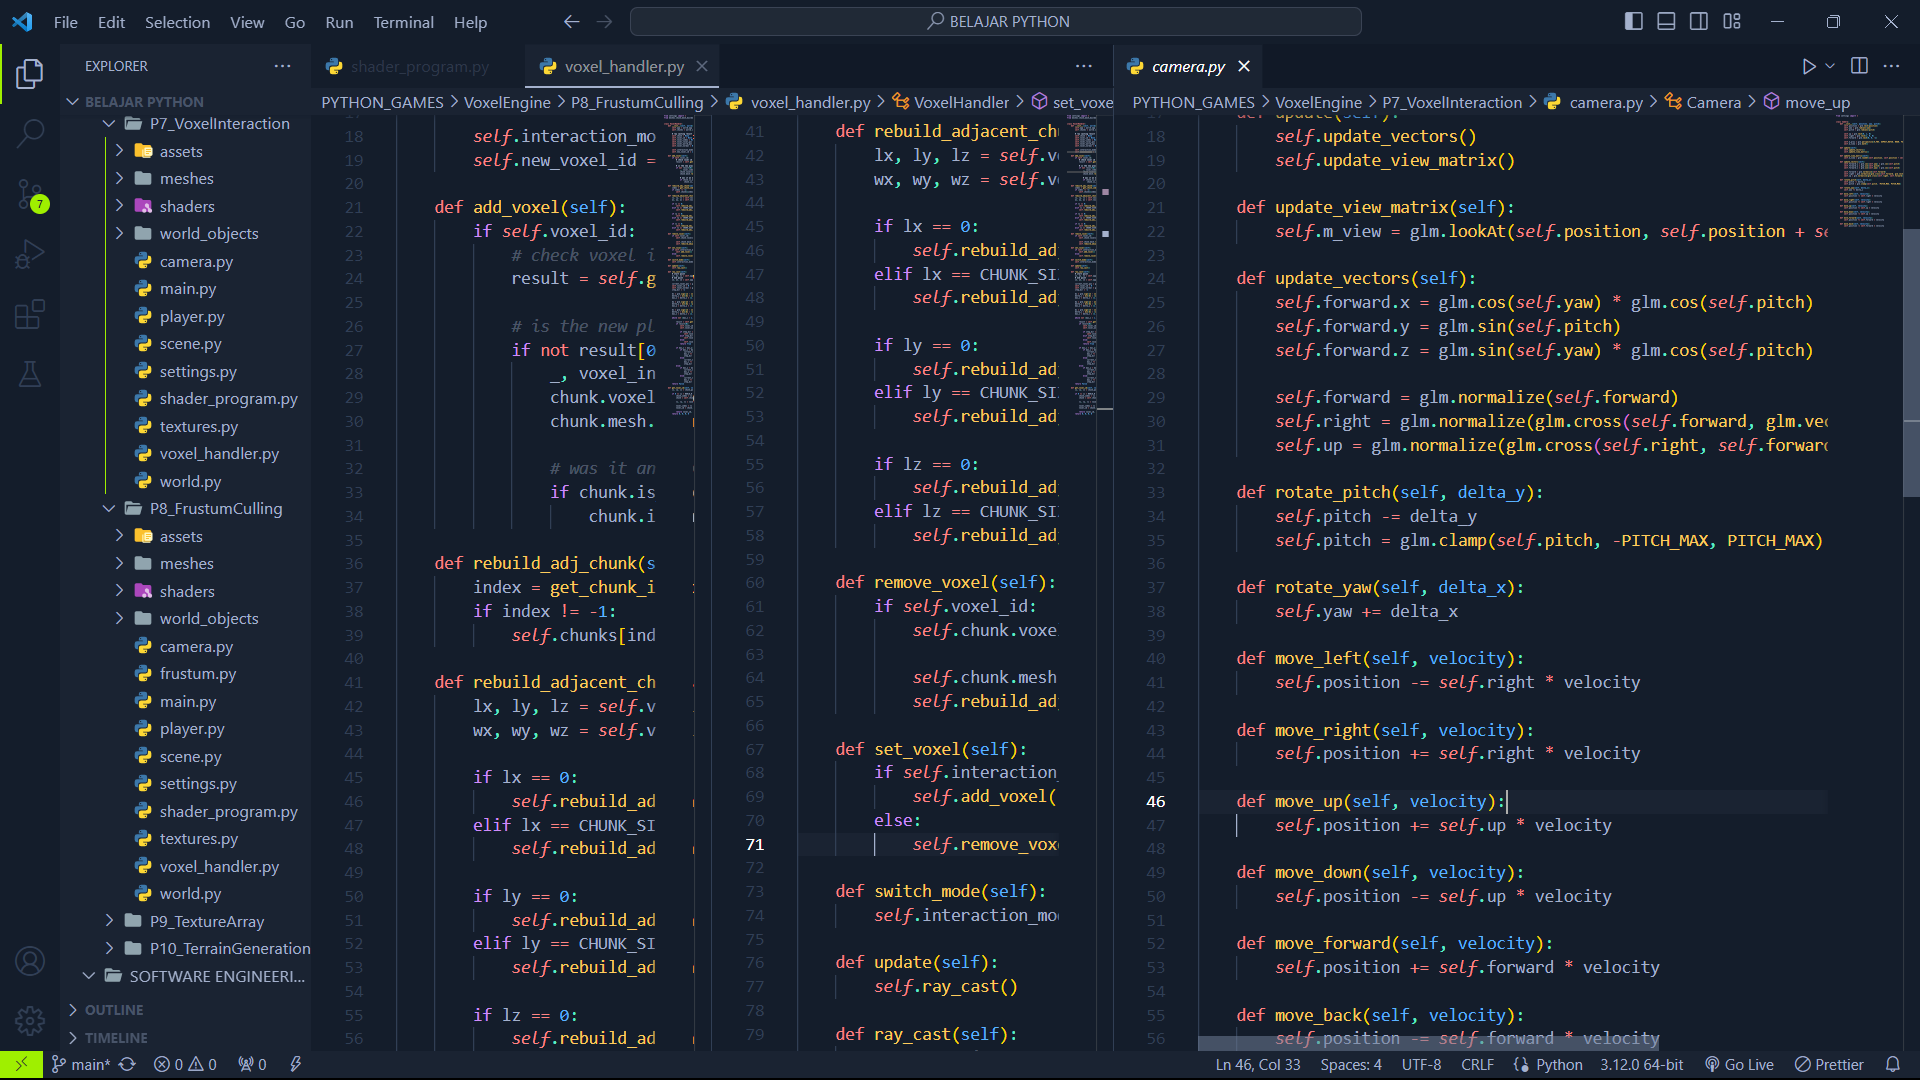 File Edit Selection View Go Run Terminal Help
BELAJAR PYTHON
EXPLORER
BELAJAR PYTHON
P7_VoxelInteraction
assets
meshes
shaders
world_objects
camera.py
main.py
player.py
scene.py
settings.py
shader_program.py
textures.py
voxel_handler.py
world.py
P8_FrustumCulling
assets
meshes
shaders
world_objects
camera.py
frustum.py
main.py
player.py
scene.py
settings.py
shader_program.py
textures.py
voxel_handler.py
world.py
P9_TextureArray
P10_TerrainGeneration
SOFTWARE ENGINEERI...
OUTLINE
TIMELINE
7
shader_program.py
voxel_handler.py
PYTHON_GAMES > VoxelEngine > P8_FrustumCulling > voxel_handler.py > VoxelHandler > set_voxe
18 self.interaction_mo
19 self.new_voxel_id =
20
21 def add_voxel(self):
22 if self.voxel_id:
23 # check voxel i
24 result = self.g
25
26 # is the new pl
27 if not result[0
28 _, voxel_in
29 chunk.voxel
30 chunk.mesh.
31
32 # was it an
33 if chunk.is
34 chunk.i
35
36 def rebuild_adj_chunk(s
37 index = get_chunk_i
38 if index != -1:
39 self.chunks[ind
40
41 def rebuild_adjacent_ch
42 lx, ly, lz = self.v
43 wx, wy, wz = self.v
44
45 if lx == 0:
46 self.rebuild_ad
47 elif lx == CHUNK_SI
48 self.rebuild_ad
49
50 if ly == 0:
51 self.rebuild_ad
52 elif ly == CHUNK_SI
53 self.rebuild_ad
54
55 if lz == 0:
56 self.rebuild_ad
41 def rebuild_adjacent_ch
42 lx, ly, lz = self.v
43 wx, wy, wz = self.v
44
45 if lx == 0:
46 self.rebuild_ad
47 elif lx == CHUNK_SI
48 self.rebuild_ad
49
50 if ly == 0:
51 self.rebuild_ad
52 elif ly == CHUNK_SI
53 self.rebuild_ad
54
55 if lz == 0:
56 self.rebuild_ad
57 elif lz == CHUNK_SI
58 self.rebuild_ad
59
60 def remove_voxel(self):
61 if self.voxel_id:
62 self.chunk.voxe
63
64 self.chunk.mesh
65 self.rebuild_ad
66
67 def set_voxel(self):
68 if self.interaction_
69 self.add_voxel(
70 else:
71 self.remove_vox
72
73 def switch_mode(self):
74 self.interaction_mo
75
76 def update(self):
77 self.ray_cast()
78
79 def ray_cast(self):
camera.py
PYTHON_GAMES > VoxelEngine > P7_VoxelInteraction > camera.py > Camera > move_up
17 def update(self):
18 self.update_vectors()
19 self.update_view_matrix()
20
21 def update_view_matrix(self):
22 self.m_view = glm.lookAt(self.position, self.position + se
23
24 def update_vectors(self):
25 self.forward.x = glm.cos(self.yaw) * glm.cos(self.pitch)
26 self.forward.y = glm.sin(self.pitch)
27 self.forward.z = glm.sin(self.yaw) * glm.cos(self.pitch)
28
29 self.forward = glm.normalize(self.forward)
30 self.right = glm.normalize(glm.cross(self.forward, glm.vec
31 self.up = glm.normalize(glm.cross(self.right, self.forward
32
33 def rotate_pitch(self, delta_y):
34 self.pitch -= delta_y
35 self.pitch = glm.clamp(self.pitch, -PITCH_MAX, PITCH_MAX)
36
37 def rotate_yaw(self, delta_x):
38 self.yaw += delta_x
39
40 def move_left(self, velocity):
41 self.position -= self.right * velocity
42
43 def move_right(self, velocity):
44 self.position += self.right * velocity
45
46 def move_up(self, velocity):
47 self.position += self.up * velocity
48
49 def move_down(self, velocity):
50 self.position -= self.up * velocity
51
52 def move_forward(self, velocity):
53 self.position += self.forward * velocity
54
55 def move_back(self, velocity):
56 self.position -= self.forward * velocity
main* 0 0 0
Ln 46, Col 33 Spaces: 4 UTF-8 CRLF Python 3.12.0 64-bit Go Live Prettier